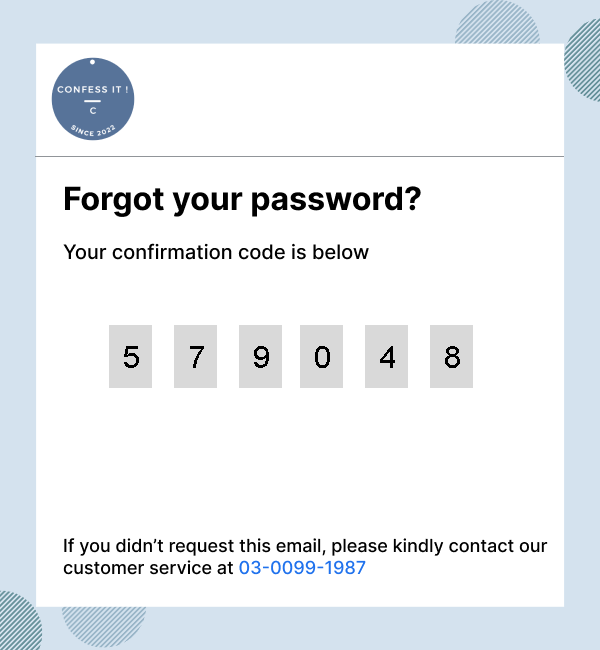 CONFESS IT !
C
SINCE 2022
Forgot your password?
Your confirmation code is below
5 7 9 0 4 8
If you didn’t request this email, please kindly contact our
customer service at 03-0099-1987